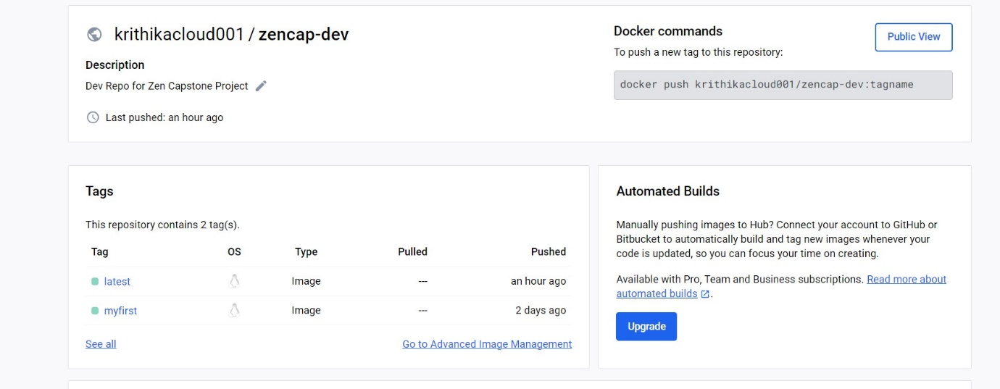 krithikacloud001 / zencap-dev
Description
Dev Repo for Zen Capstone Project
Last pushed: an hour ago
Docker commands
To push a new tag to this repository:
Public View
docker push krithikacloud001/zencap-dev:tagname
Tags
This repository contains 2 tag(s).
Tag OS Type Pulled Pushed
latest Image --- an hour ago
myfirst Image --- 2 days ago
See all Go to Advanced Image Management
Automated Builds
Manually pushing images to Hub? Connect your account to GitHub or
Bitbucket to automatically build and tag new images whenever your
code is updated, so you can focus your time on creating.
Available with Pro, Team and Business subscriptions. Read more about
automated builds .
Upgrade